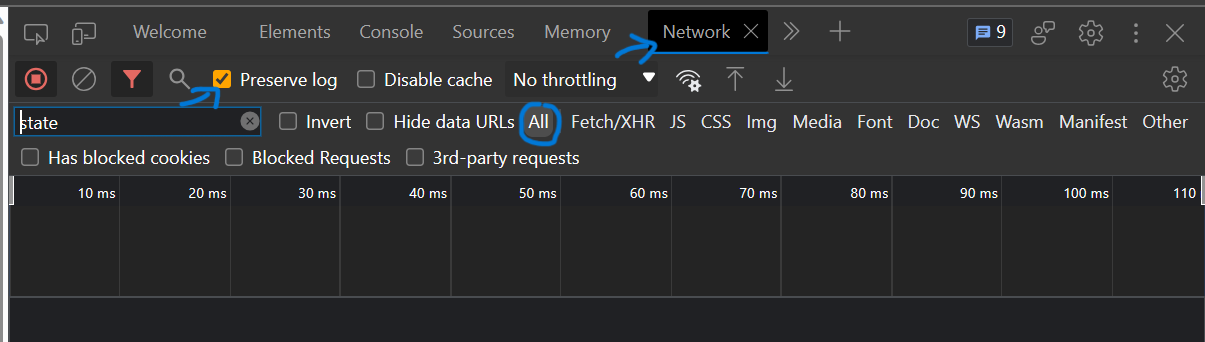 Welcome Elements Console Sources Memory Network 9
Preserve log Disable cache No throttling
state Invert Hide data URLs All Fetch/XHR JS CSS Img Media Font Doc WS Wasm Manifest Other
Has blocked cookies Blocked Requests 3rd-party requests
10 ms 20 ms 30 ms 40 ms 50 ms 60 ms 70 ms 80 ms 90 ms 100 ms 110